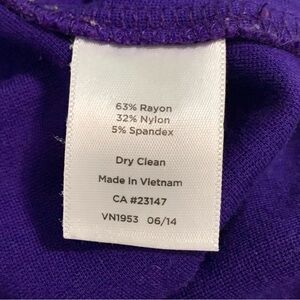 63% Rayon
32% Nylon
5% Spandex
Dry Clean
Made in Vietnam
CA #23147
VN1953 06/14